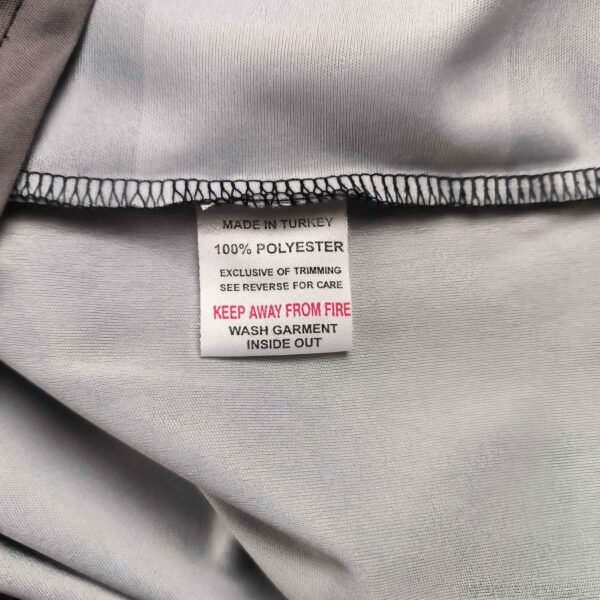 MADE IN TURKEY
100% POLYESTER
EXCLUSIVE OF TRIMMING
SEE REVERSE FOR CARE
KEEP AWAY FROM FIRE
WASH GARMENT
INSIDE OUT